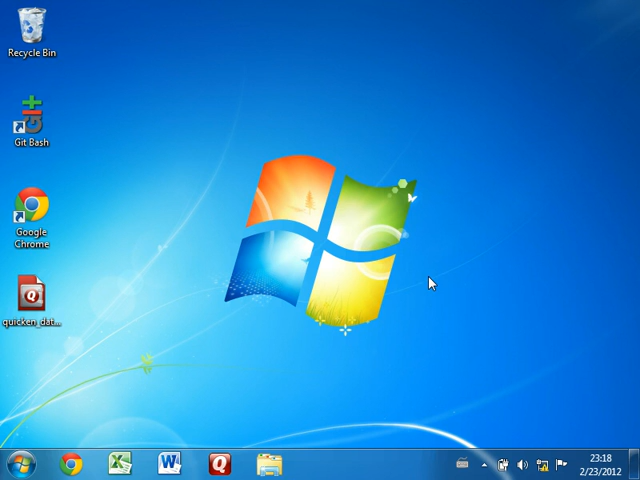 Recycle Bin
Git Bash
Google
Chrome
quicken_dat...
23:18
2/23/2012